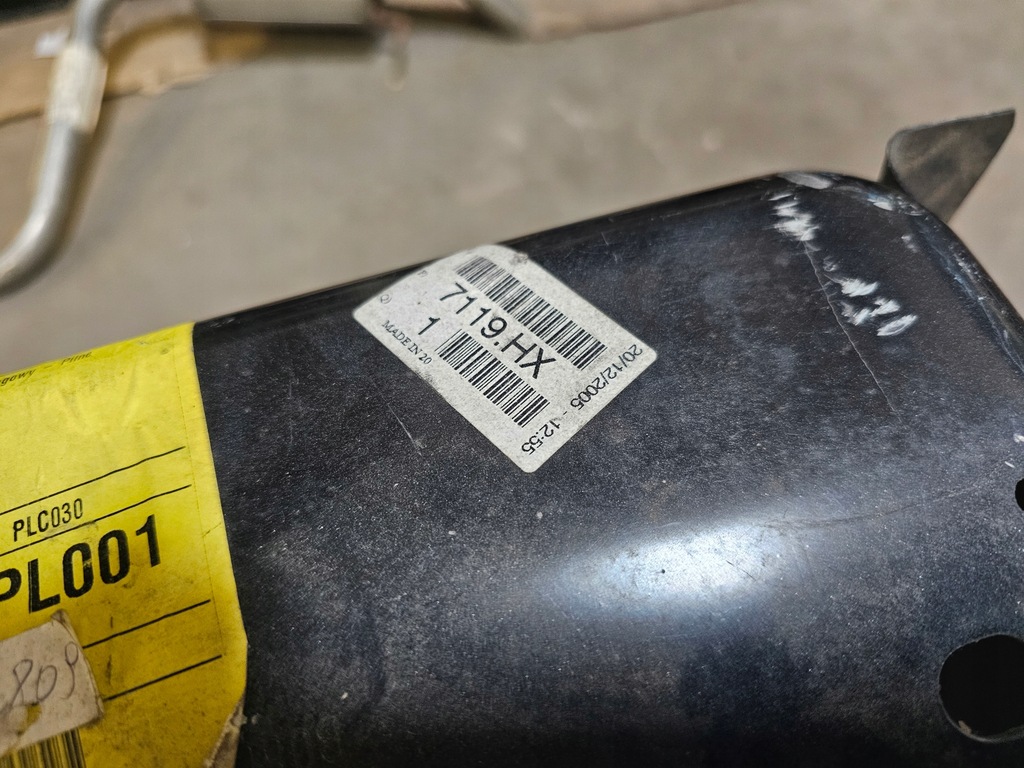 7119.HX
1
MADE IN 20
20/12/2005 - 12:55
PLC030
PL001
809